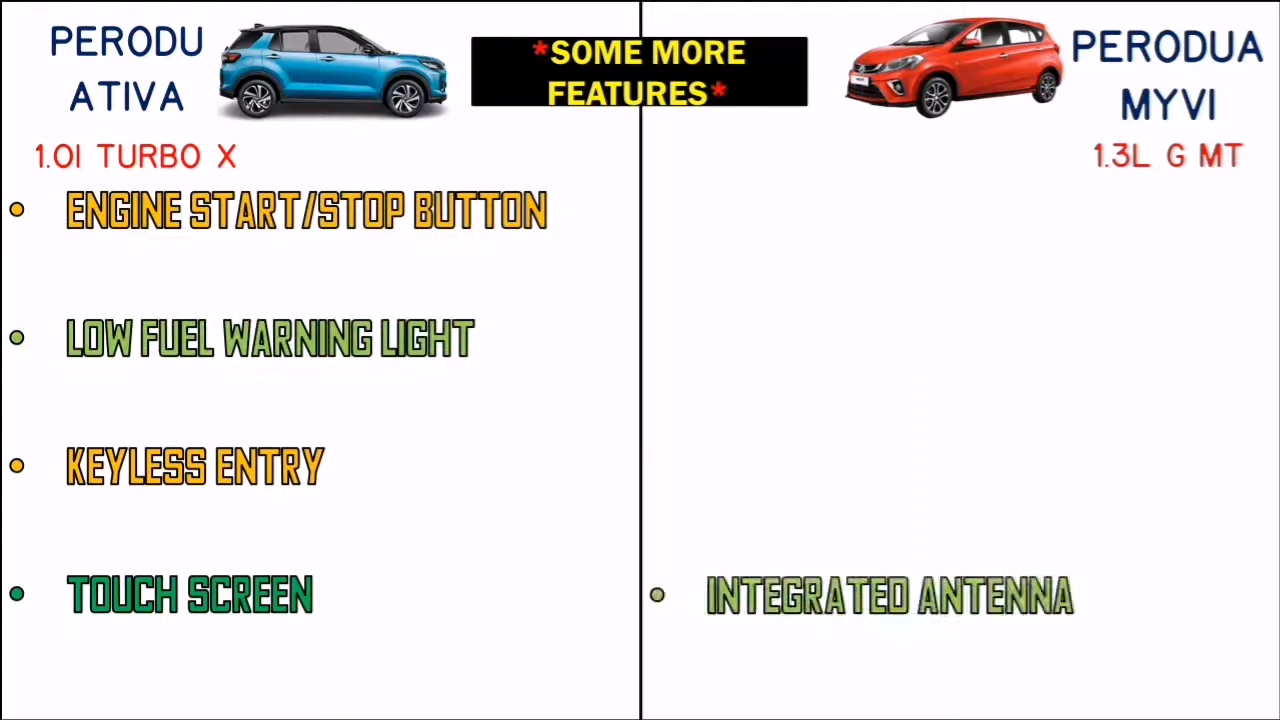 PERODU
ATIVA
1.0l TURBO X
*SOME MORE
FEATURES*
PERODUA
MYVI
1.3L G MT
• ENGINE START/STOP BUTTON
• LOW FUEL WARNING LIGHT
• KEYLESS ENTRY
• TOUCH SCREEN
• INTEGRATED ANTENNA